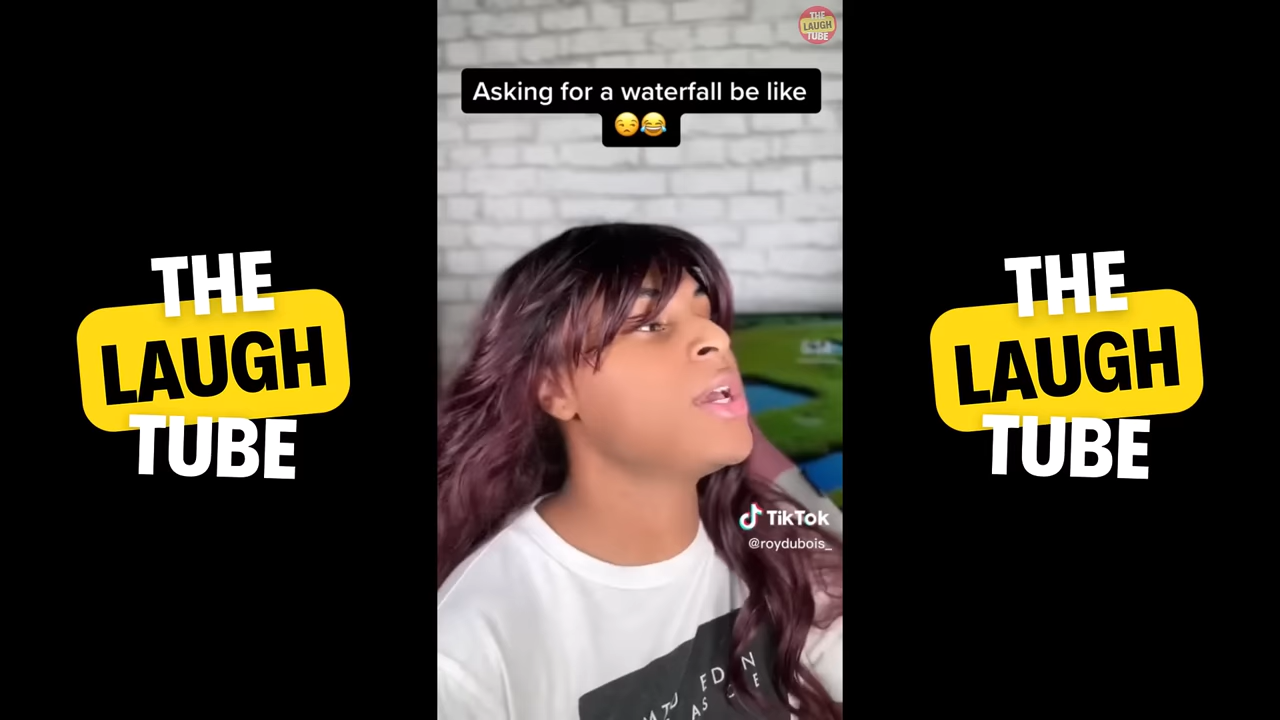 THE
LAUGH
TUBE
THE
LAUGH
TUBE
Asking for a waterfall be like
😒😂
TikTok
@roydubois_
THE
LAUGH
TUBE